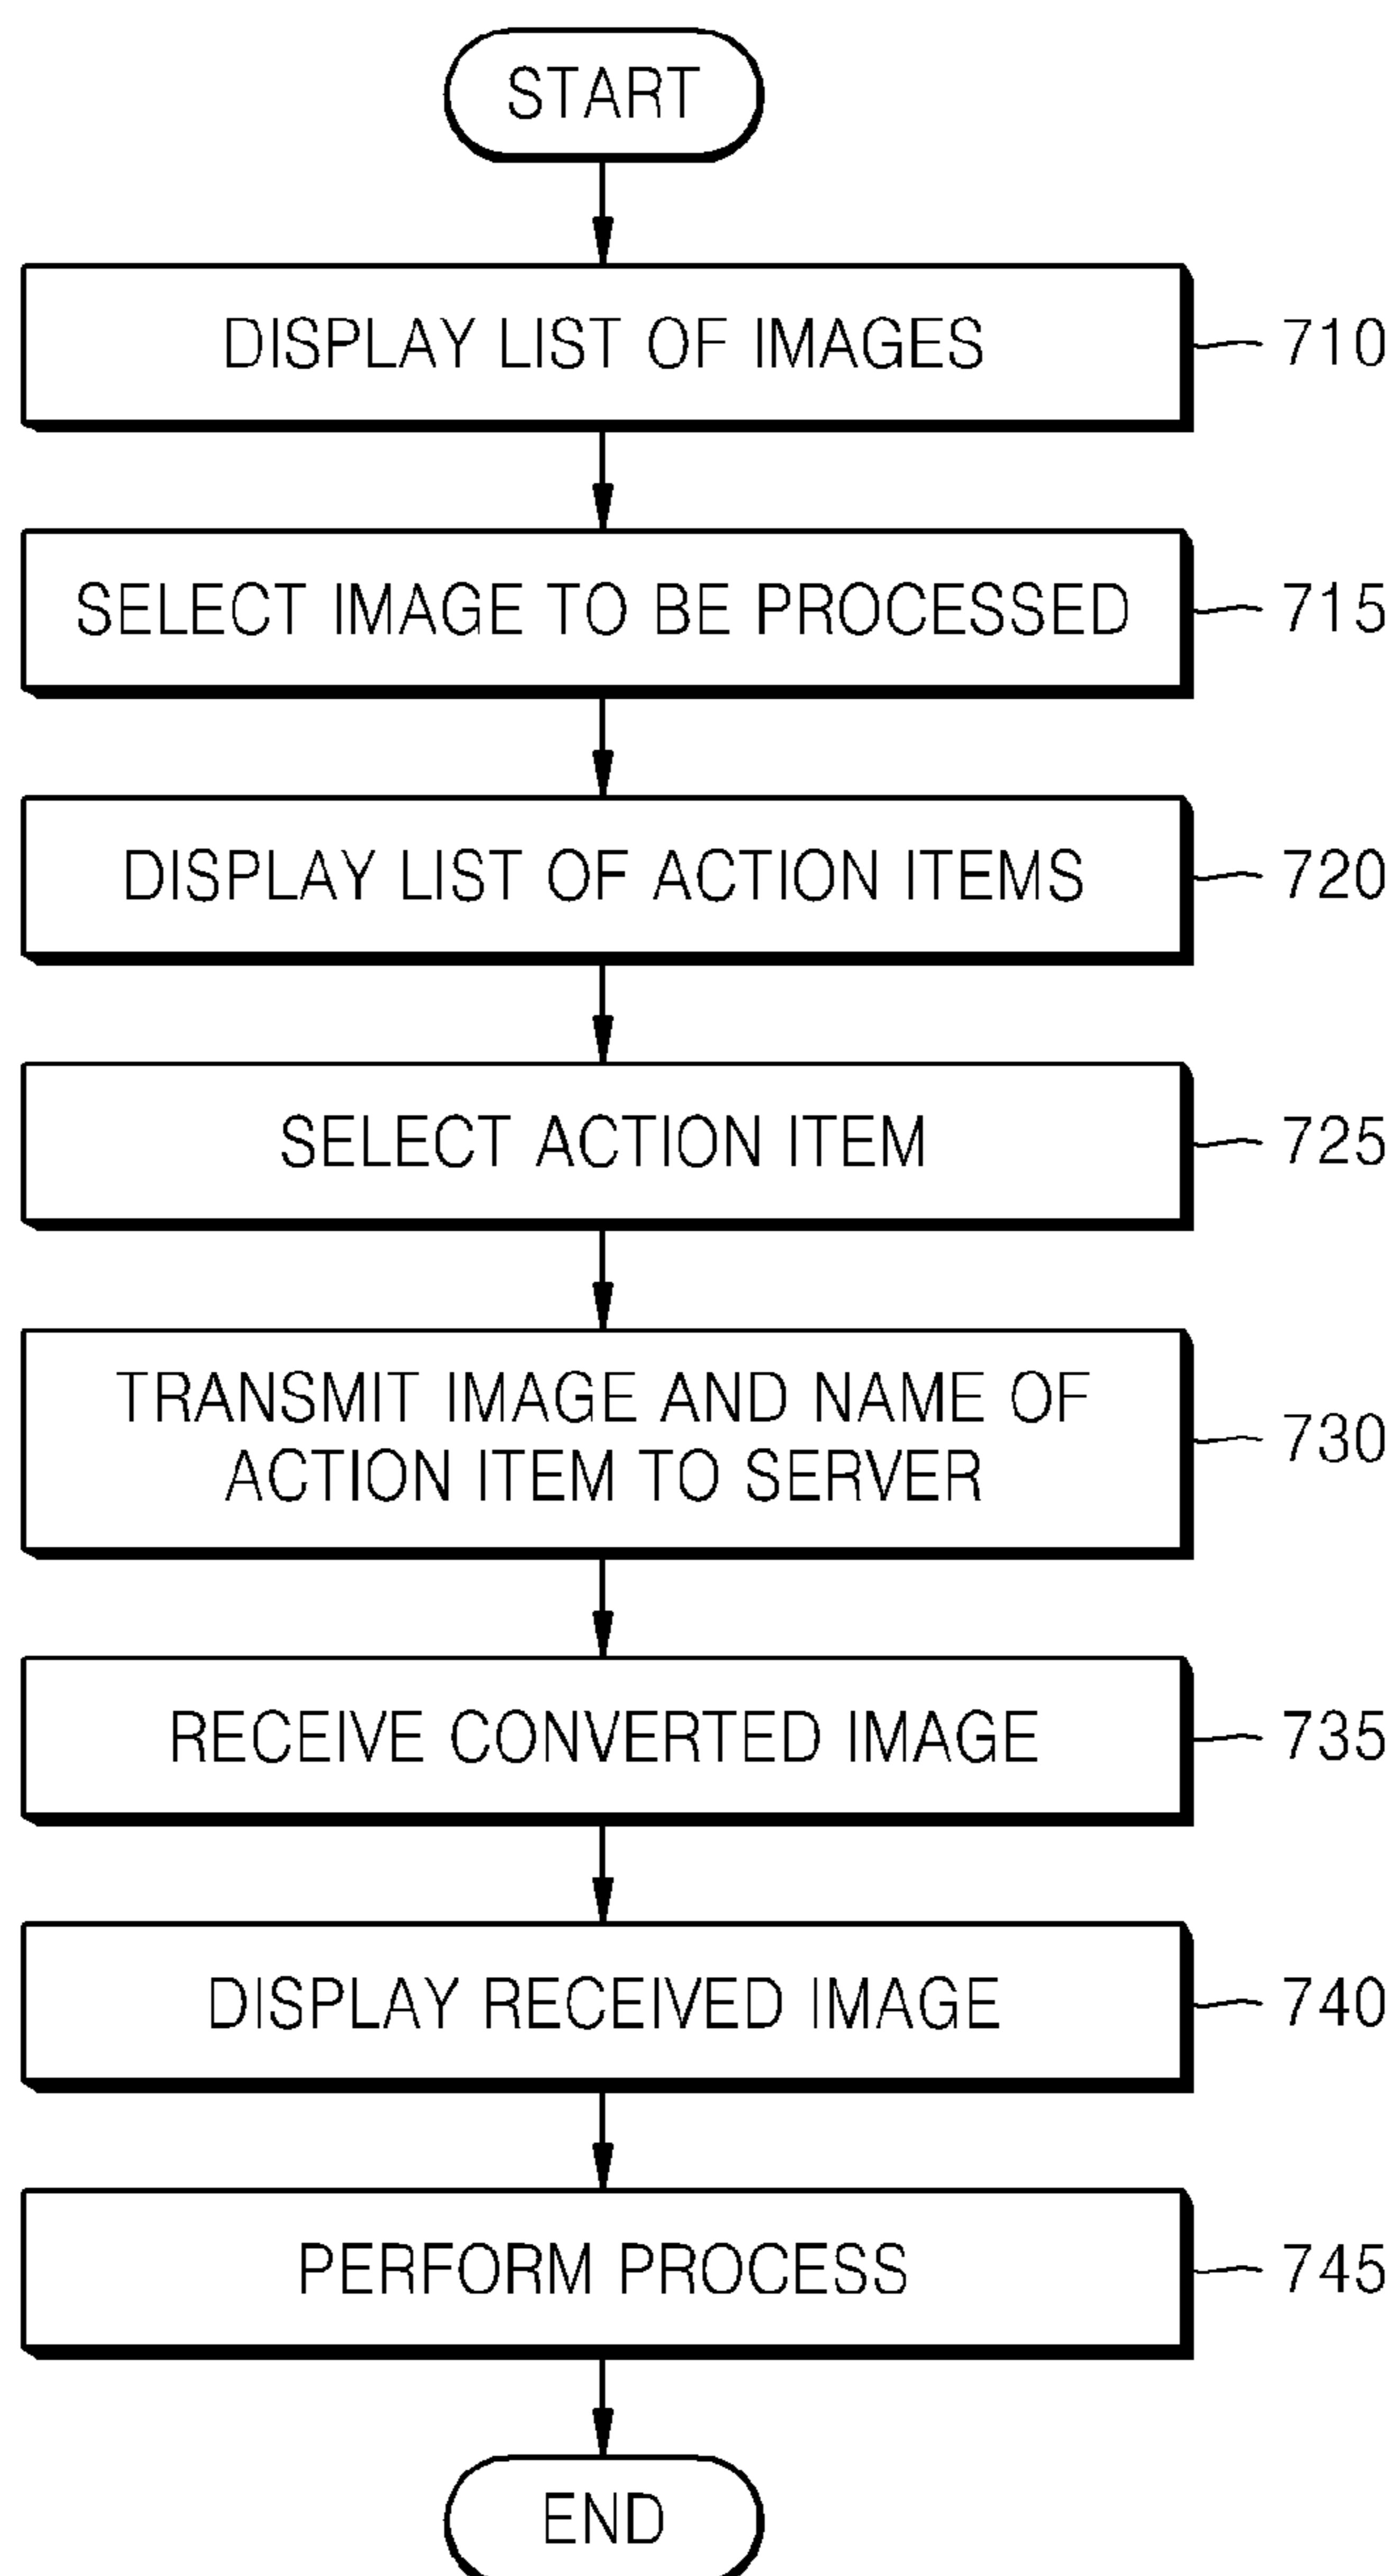 START
DISPLAY LIST OF IMAGES
710
SELECT IMAGE TO BE PROCESSED
715
DISPLAY LIST OF ACTION ITEMS
720
SELECT ACTION ITEM
725
TRANSMIT IMAGE AND NAME OF
ACTION ITEM TO SERVER
730
RECEIVE CONVERTED IMAGE
735
DISPLAY RECEIVED IMAGE
740
PERFORM PROCESS
745
END